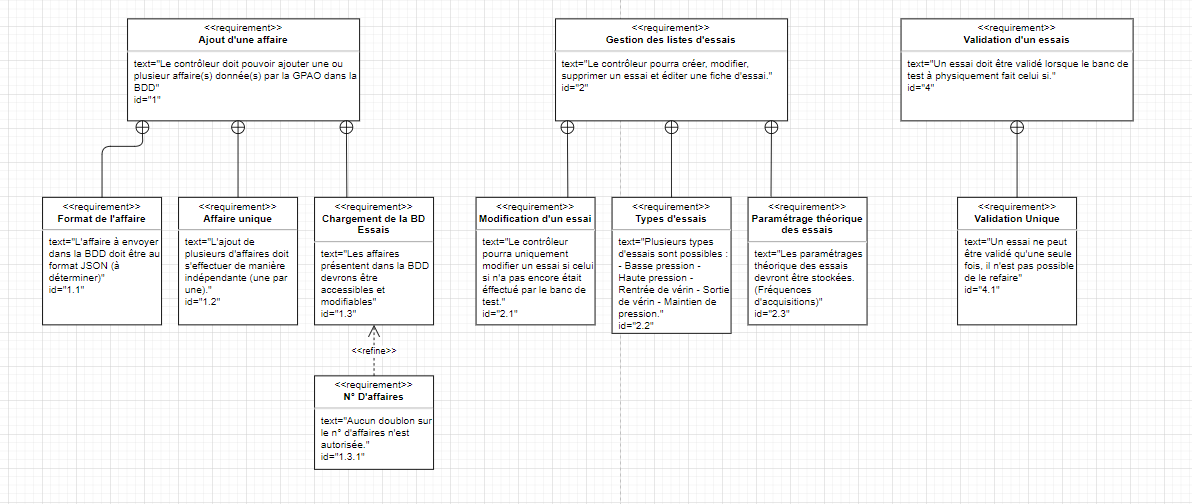 <<requirement>>
Ajout d'une affaire
text="Le contrôleur doit pouvoir ajouter une ou
plusieur affaire(s) donnée(s) par la GPAO dans la
BDD"
id="1"
<<requirement>>
Gestion des listes d'essais
text="Le contrôleur pourra créer, modifier,
supprimer un essai et éditer une fiche d'essai."
id="2"
<<requirement>>
Validation d'un essais
text="Un essai doit être validé lorsque le banc de
test à physiquement fait celui si."
id="4"
<<requirement>>
Format de l'affaire
text="L'affaire à envoyer
dans la BDD doit être au
format JSON (à
déterminer)"
id="1.1"
<<requirement>>
Affaire unique
text="L'ajout de
plusieurs d'affaires doit
s'effectuer de manière
indépendante (une par
une)."
id="1.2"
<<requirement>>
Chargement de la BD
Essais
text="Les affaires
présentent dans la BDD
devrons être
accessibles et
modifiables"
id="1.3"
<<requirement>>
Modification d'un essai
text="Le contrôleur
pourra uniquement
modifier un essai si celui
si n'a pas encore était
éffectué par le banc de
test."
id="2.1"
<<requirement>>
Types d'essais
text="Plusieurs types
d'essais sont possibles :
- Basse pression -
Haute pression -
Rentrée de vérin - Sortie
de vérin - Maintien de
pression."
id="2.2"
<<requirement>>
Paramétrage théorique
des essais
text="Les paramétrages
théorique des essais
devront être stockées.
(Fréquences
d'acquisitions)"
id="2.3"
<<requirement>>
Validation Unique
text="Un essai ne peut
être validé qu'une seule
fois, il n'est pas possible
de le refaire"
id="4.1"
<<refine>>
<<requirement>>
N° D'affaires
text="Aucun doublon sur
le n° d'affaires n'est
autorisée."
id="1.3.1"